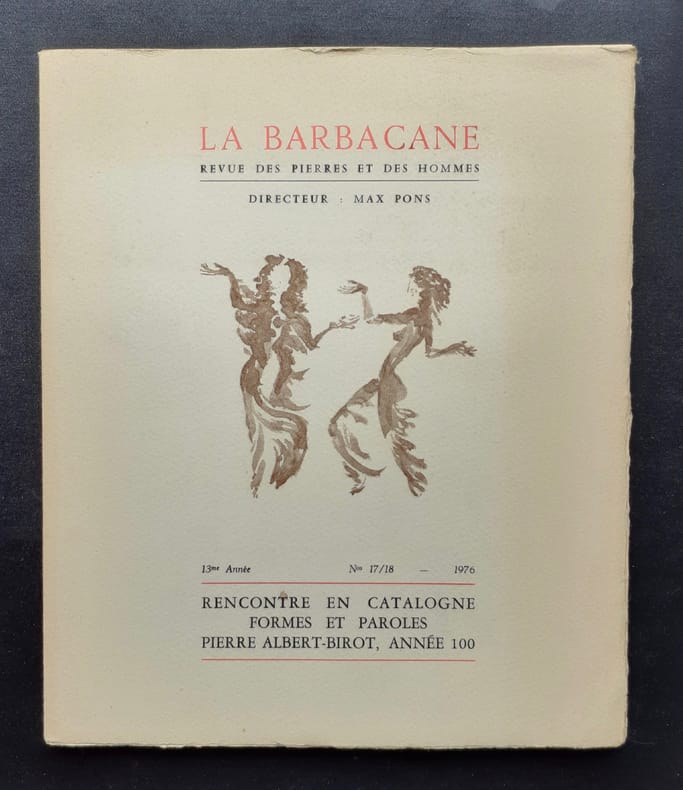 LA BARBACANE
REVUE DES PIERRES ET DES HOMMES
DIRECTEUR : MAX PONS
13me Année Nos 17/18 — 1976
RENCONTRE EN CATALOGNE
FORMES ET PAROLES
PIERRE ALBERT-BIROT, ANNÉE 100